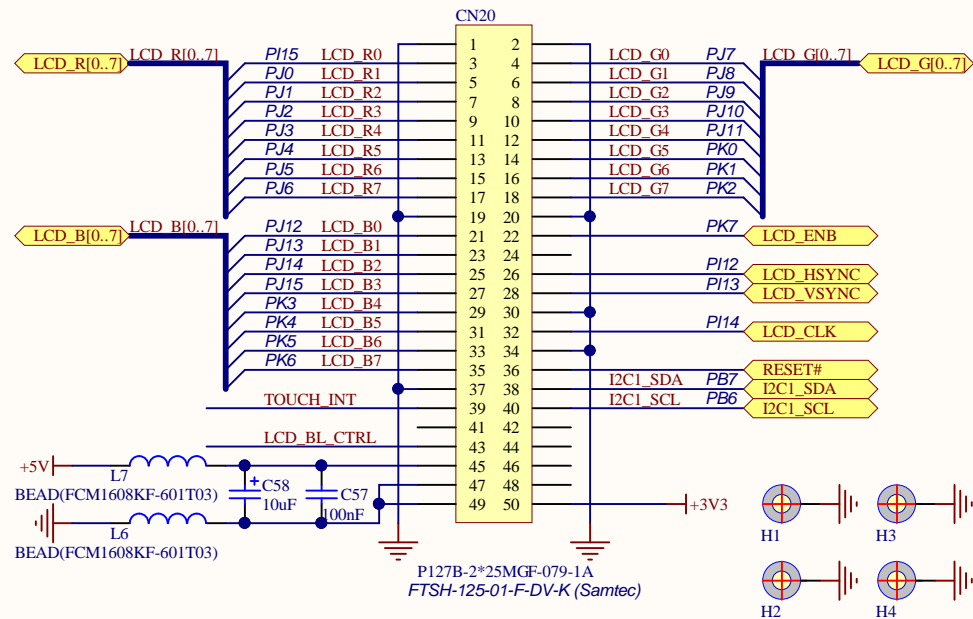 CN20
LCD_R[0..7] LCD_R[0..7]
LCD_G[0..7] LCD_G[0..7]
1 2
PI15 LCD_R0 3 4 LCD_G0 PJ7
PJ0 LCD_R1 5 6 LCD_G1 PJ8
PJ1 LCD_R2 7 8 LCD_G2 PJ9
PJ2 LCD_R3 9 10 LCD_G3 PJ10
PJ3 LCD_R4 11 12 LCD_G4 PJ11
PJ4 LCD_R5 13 14 LCD_G5 PK0
PJ5 LCD_R6 15 16 LCD_G6 PK1
PJ6 LCD_R7 17 18 LCD_G7 PK2
19 20
LCD_B[0..7] LCD_B[0..7]
PJ12 LCD_B0 21 22 PK7 LCD_ENB
PJ13 LCD_B1 23 24
PJ14 LCD_B2 25 26 PI12 LCD_HSYNC
PJ15 LCD_B3 27 28 PI13 LCD_VSYNC
PK3 LCD_B4 29 30
PK4 LCD_B5 31 32 PI14 LCD_CLK
PK5 LCD_B6 33 34
PK6 LCD_B7 35 36 RESET#
37 38 I2C1_SDA PB7 I2C1_SDA
TOUCH_INT 39 40 I2C1_SCL PB6 I2C1_SCL
41 42
LCD_BL_CTRL 43 44
+5V 45 46
L7
BEAD(FCM1608KF-601T03)
+ C58
10uF
C57
100nF
47 48
49 50 +3V3
L6
BEAD(FCM1608KF-601T03)
H1 H3
P127B-2*25MGF-079-1A
FTSH-125-01-F-DV-K (Samtec)
H2 H4